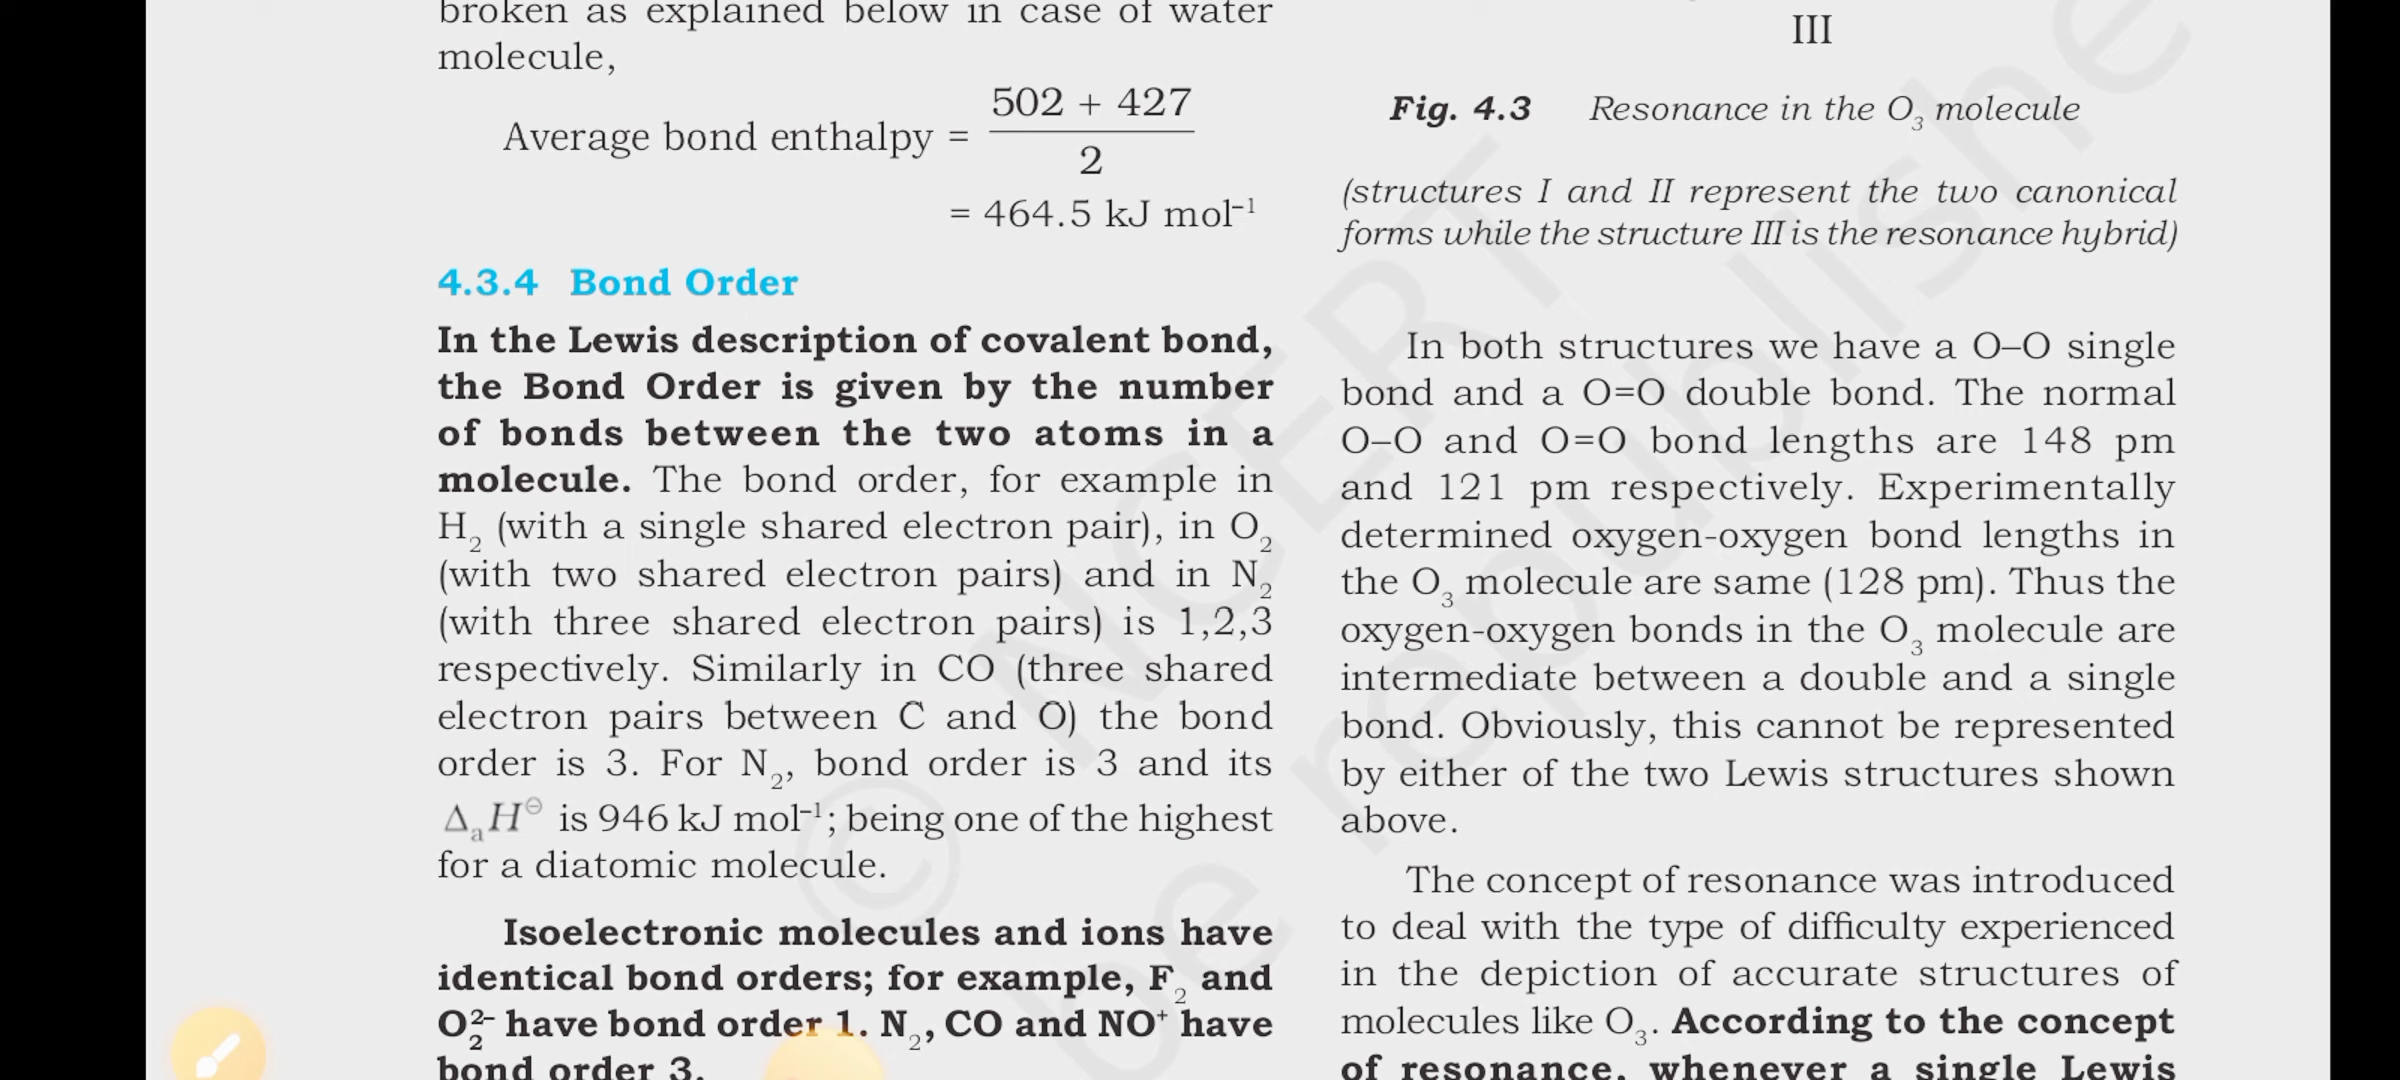 broken as explained below in case of water
molecule,
Average bond enthalpy = 502 + 427
2
= 464.5 kJ mol⁻¹
4.3.4 Bond Order
In the Lewis description of covalent bond,
the Bond Order is given by the number
of bonds between the two atoms in a
molecule. The bond order, for example in
H₂ (with a single shared electron pair), in O₂
(with two shared electron pairs) and in N₂
(with three shared electron pairs) is 1,2,3
respectively. Similarly in CO (three shared
electron pairs between C and O) the bond
order is 3. For N₂, bond order is 3 and its
ΔₐH⊖ is 946 kJ mol⁻¹; being one of the highest
for a diatomic molecule.
Isoelectronic molecules and ions have
identical bond orders; for example, F₂ and
O₂²⁻ have bond order 1. N₂, CO and NO⁺ have
bond order 3.
III
Fig. 4.3 Resonance in the O₃ molecule
(structures I and II represent the two canonical
forms while the structure III is the resonance hybrid)
In both structures we have a O–O single
bond and a O=O double bond. The normal
O–O and O=O bond lengths are 148 pm
and 121 pm respectively. Experimentally
determined oxygen-oxygen bond lengths in
the O₃ molecule are same (128 pm). Thus the
oxygen-oxygen bonds in the O₃ molecule are
intermediate between a double and a single
bond. Obviously, this cannot be represented
by either of the two Lewis structures shown
above.
The concept of resonance was introduced
to deal with the type of difficulty experienced
in the depiction of accurate structures of
molecules like O₃. According to the concept
of resonance, whenever a single Lewis
© NCERT
be republishe